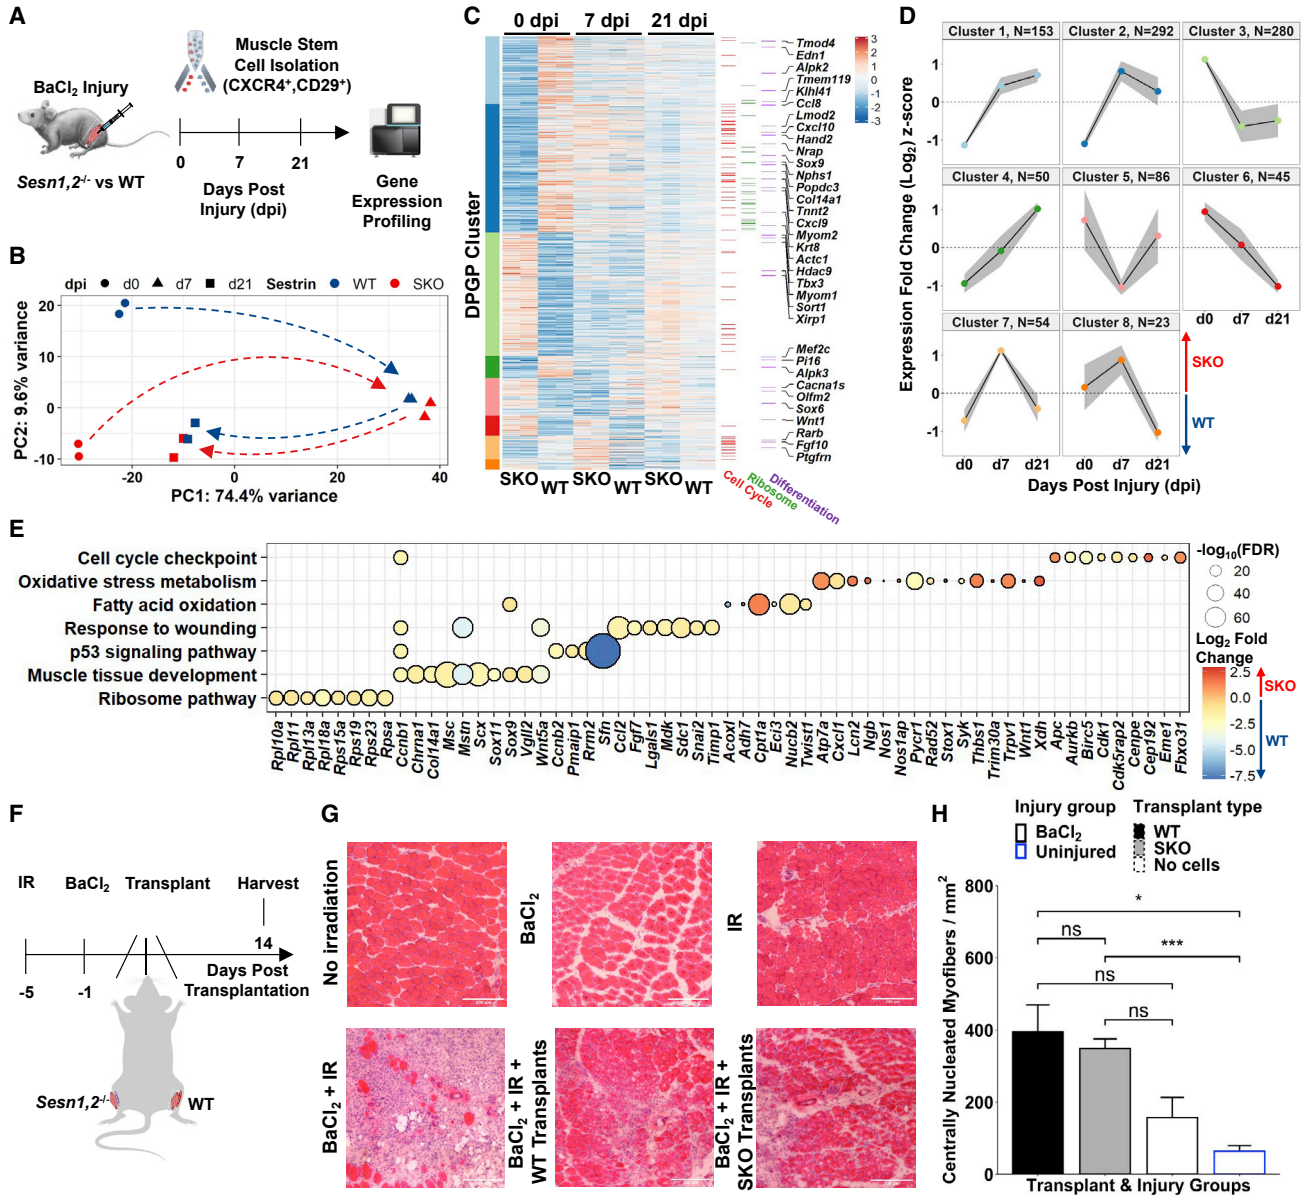 A
BaCl2 Injury
Muscle Stem
Cell Isolation
(CXCR4+,CD29+)
Sesn1,2-/- vs WT
0
7
21
Days Post
Injury (dpi)
Gene
Expression
Profiling
B
dpi d0 d7 d21 Sestrin WT SKO
PC2: 9.6% variance
20
10
0
-10
-20
0
20
40
PC1: 74.4% variance
C
0 dpi 7 dpi 21 dpi
DPGP Cluster
SKO WT SKO WT SKO WT
Cell Cycle
Ribosome
Differentiation
3
2
1
0
-1
-2
-3
Tmod4
Edn1
Alpk2
Tmem119
Klhl41
Ccl8
Lmod2
Cxcl10
Hand2
Nrap
Sox9
Nphs1
Popdc3
Col14a1
Tnnt2
Cxcl9
Myom2
Krt8
Actc1
Hdac9
Tbx3
Myom1
Sort1
Xirp1
Mef2c
Pi16
Alpk3
Cacna1s
Olfm2
Sox6
Wnt1
Rarb
Fgf10
Ptgfrn
D
Expression Fold Change (Log2) z-score
Cluster 1, N=153
Cluster 2, N=292
Cluster 3, N=280
1
0
-1
Cluster 4, N=50
Cluster 5, N=86
Cluster 6, N=45
1
0
-1
d0 d7 d21
Cluster 7, N=54
Cluster 8, N=23
1
0
-1
d0 d7 d21
d0 d7 d21
SKO
WT
Days Post Injury (dpi)
E
Cell cycle checkpoint
Oxidative stress metabolism
Fatty acid oxidation
Response to wounding
p53 signaling pathway
Muscle tissue development
Ribosome pathway
Rpl10a
Rpl11
Rpl13a
Rpl18a
Rps15a
Rps19
Rps23
Rpsa
Ccnb1
Chrna1
Col14a1
Msc
Mstn
Scx
Sox11
Sox9
Vgll2
Wnt5a
Ccnb2
Pmaip1
Rrm2
Sfn
Ccl2
Fgf7
Lgals1
Mdk
Sdc1
Snai2
Timp1
Acoxl
Adh7
Cpt1a
Eci3
Nucb2
Twist1
Atp7a
Cxcl1
Lcn2
Ngb
Nos1
Nos1ap
Pycr1
Rad52
Stox1
Syk
Thbs1
Trim30a
Trpv1
Wnt1
Xdh
Apc
Aurkb
Birc5
Cdk1
Cdk5rap2
Cenpe
Cep192
Eme1
Fbxo31
-log10(FDR)
20
40
60
Log2 Fold
Change
2.5
0.0
-2.5
-5.0
-7.5
SKO
WT
F
IR BaCl2 Transplant Harvest
-5
-1
14
Days Post
Transplantation
Sesn1,2-/-
WT
G
No irradiation
BaCl2
IR
BaCl2 + IR
BaCl2 + IR +
WT Transplants
BaCl2 + IR +
SKO Transplants
H
Injury group
BaCl2
Uninjured
Transplant type
WT
SKO
No cells
Centrally Nucleated Myofibers / mm2
800
600
400
200
0
*
ns
***
ns
ns
Transplant & Injury Groups